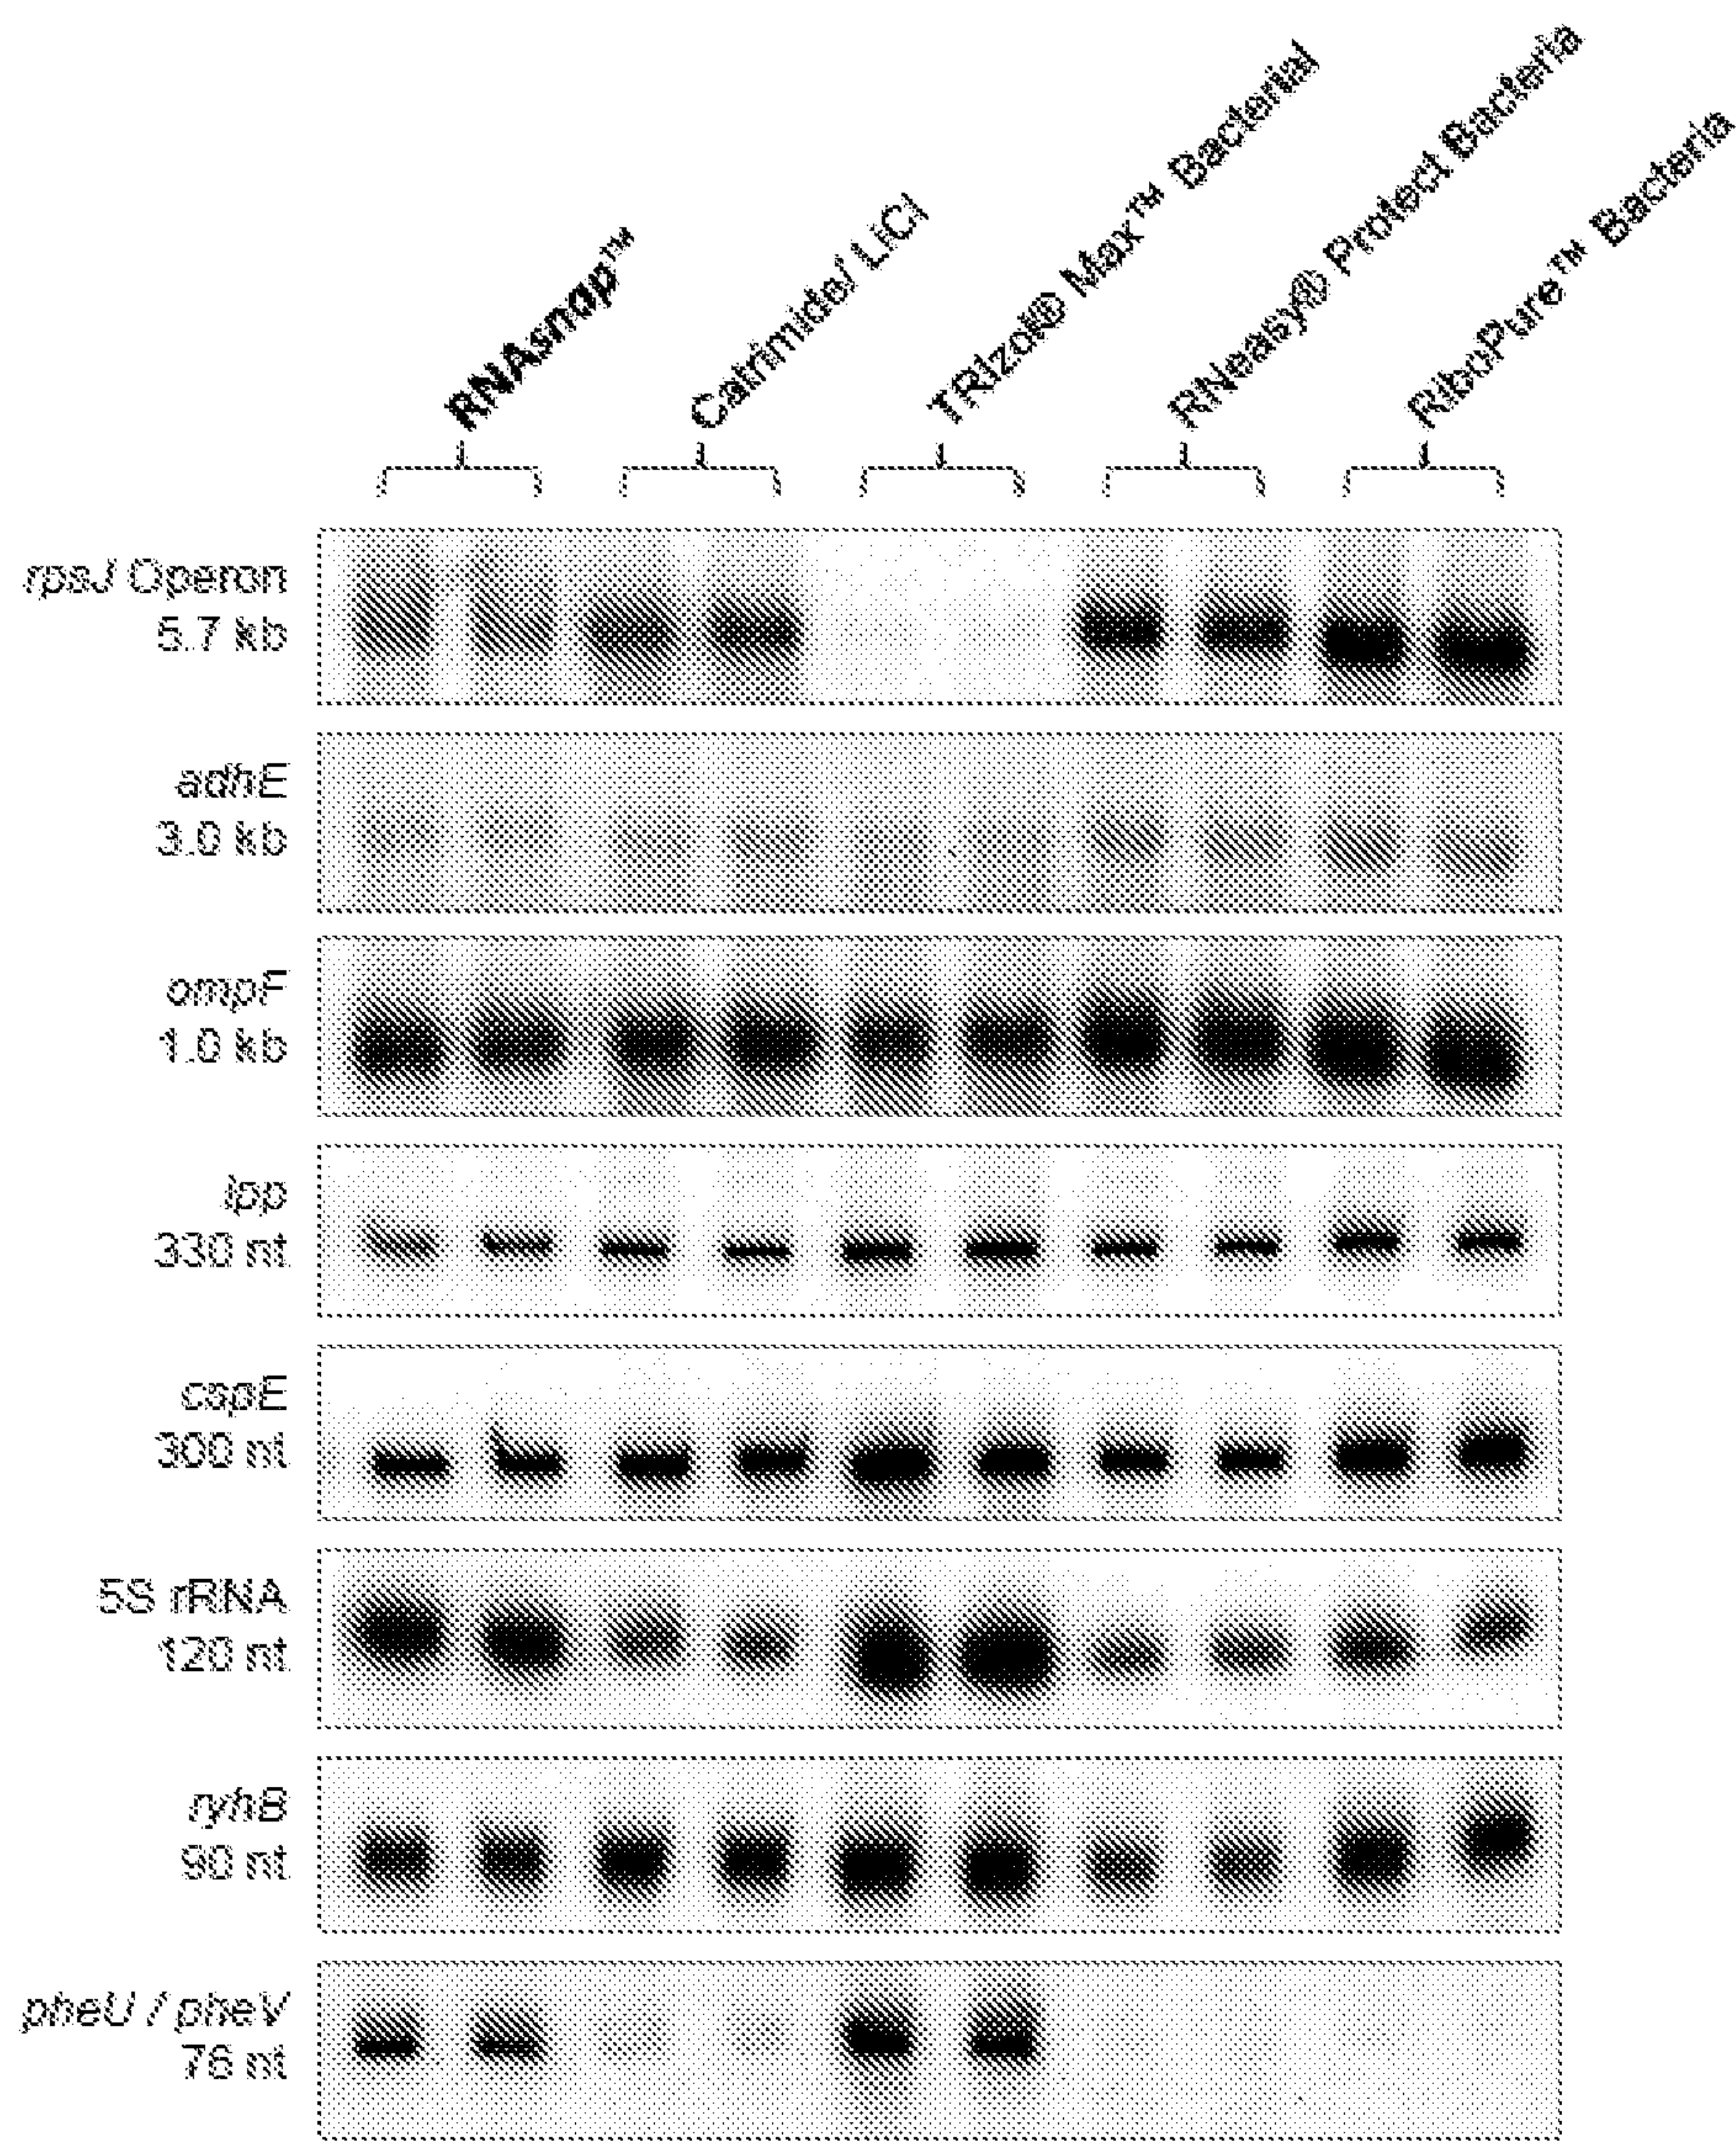 RNAsnap™
Catrimide/ LiCl
TRIzol® Max™ Bacterial
RNeasy® Protect Bacteria
RiboPure™ Bacteria
rpsJ Operon
5.7 kb
adhE
3.0 kb
ompF
1.0 kb
lpp
330 nt
cspE
300 nt
5S rRNA
120 nt
ryhB
90 nt
pheU / pheV
76 nt